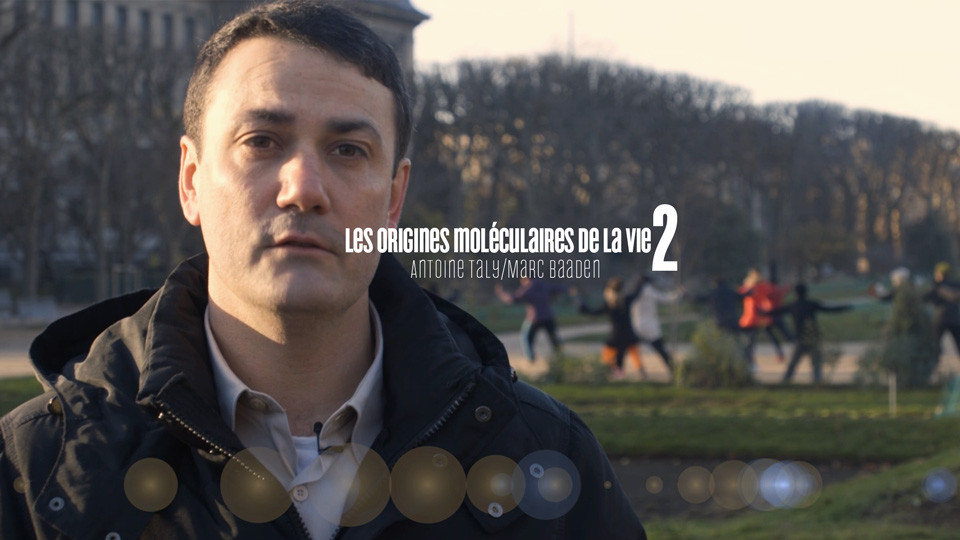 LES ORIGINES MOLÉCULAIRES DE LA VIE 2
ANTOINE TALY/MARC BAADEN